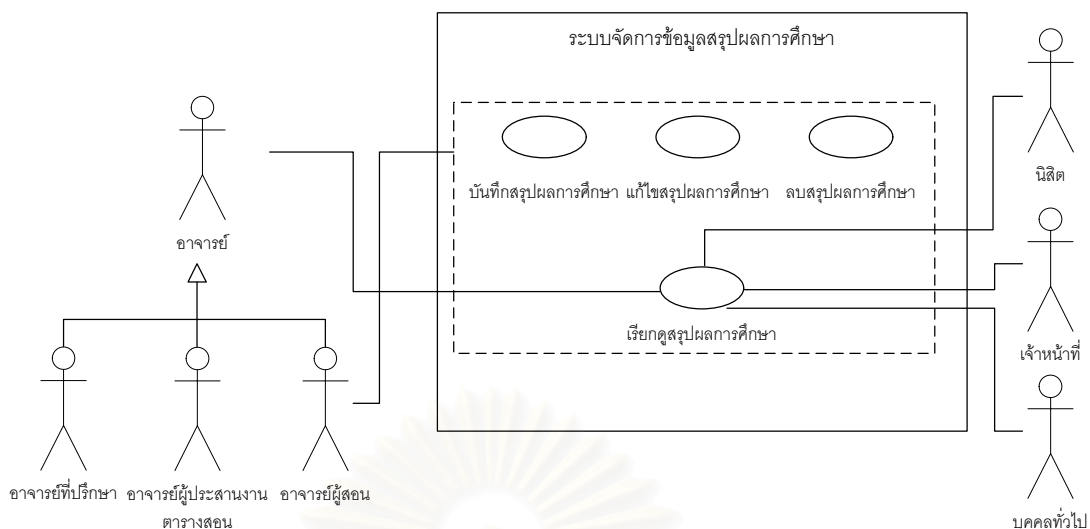 ระบบจัดการข้อมูลสรุปผลการศึกษา
บันทึกสรุปผลการศึกษา
แก้ไขสรุปผลการศึกษา
ลบสรุปผลการศึกษา
นิสิต
อาจารย์
เรียกดูสรุปผลการศึกษา
เจ้าหน้าที่
อาจารย์ที่ปรึกษา
อาจารย์ผู้ประสานงาน
ตารางสอน
อาจารย์ผู้สอน
บุคคลทั่วไป